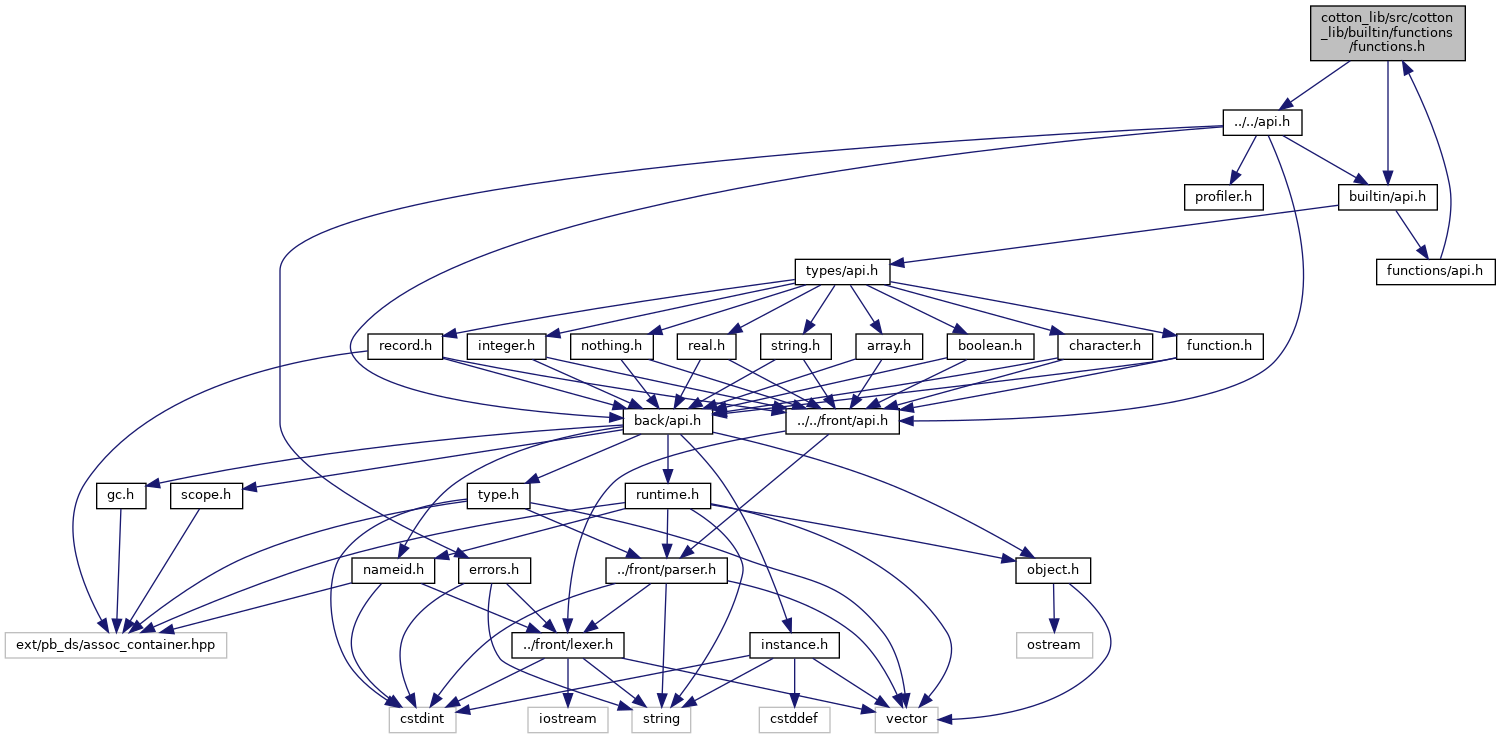 cotton_lib/src/cotton
_lib/builtin/functions
/functions.h
../../api.h
profiler.h
builtin/api.h
types/api.h
functions/api.h
record.h
integer.h
nothing.h
real.h
string.h
array.h
boolean.h
character.h
function.h
back/api.h
../../front/api.h
gc.h
scope.h
type.h
runtime.h
nameid.h
errors.h
../front/parser.h
object.h
ext/pb_ds/assoc_container.hpp
../front/lexer.h
instance.h
ostream
cstdint
iostream
string
cstddef
vector